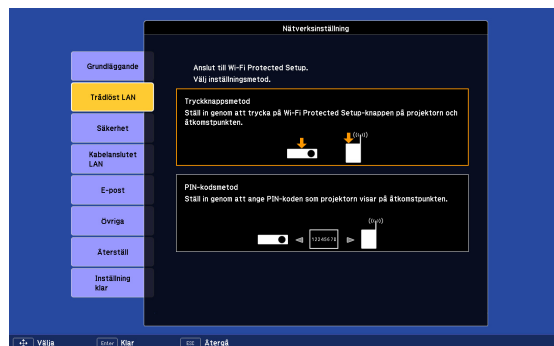 Nätverksinställning
Grundläggande
Trådlöst LAN
Säkerhet
Kabelanslutet
LAN
E-post
Övriga
Återställ
Inställning
klar
Anslut till Wi-Fi Protected Setup.
Välj inställningsmetod.
Tryckknappsmetod
Ställ in genom att trycka på Wi-Fi Protected Setup-knappen på projektorn och
åtkomstpunkten.
PIN-kodsmetod
Ställ in genom att ange PIN-koden som projektorn visar på åtkomstpunkten.
12345678
Välja Enter Klar ESC Återgå